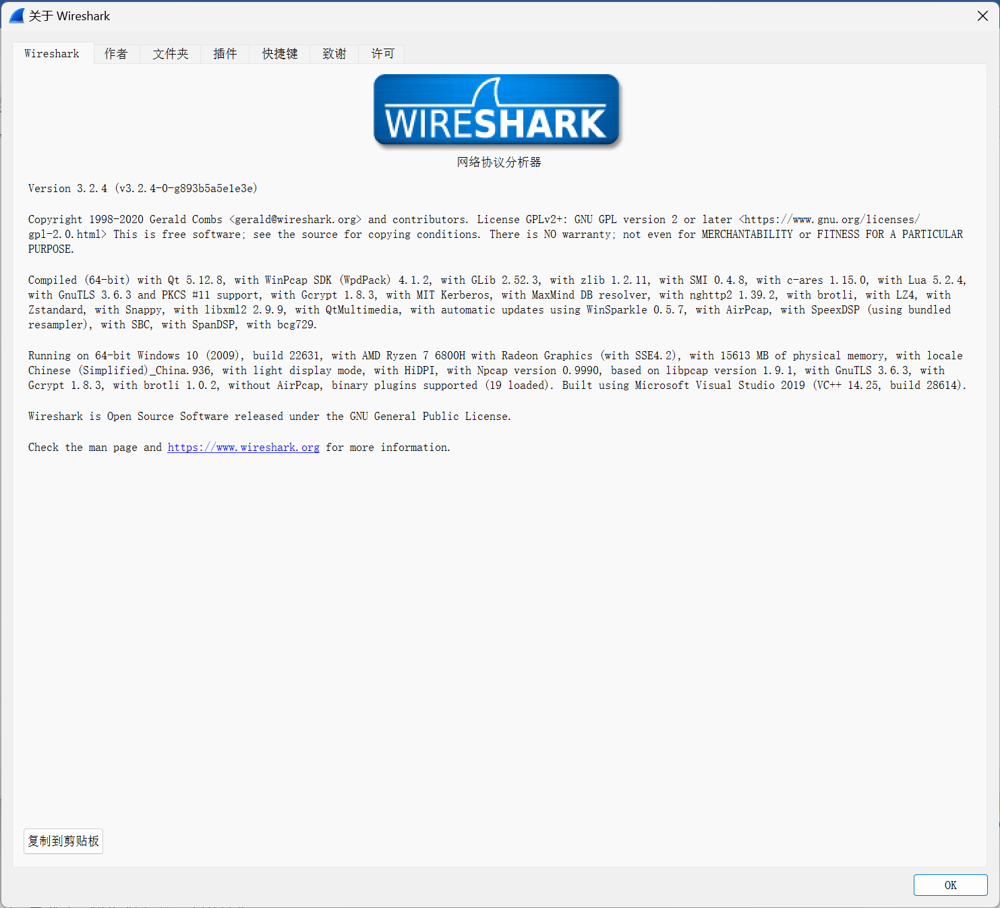 关于 Wireshark
Wireshark 作者 文件夹 插件 快捷键 致谢 许可
WIRESHARK
网络协议分析器
Version 3.2.4 (v3.2.4-0-g893b5a5e1e3e)
Copyright 1998-2020 Gerald Combs <gerald@wireshark.org> and contributors. License GPLv2+: GNU GPL version 2 or later <https://www.gnu.org/licenses/
gpl-2.0.html> This is free software; see the source for copying conditions. There is NO warranty; not even for MERCHANTABILITY or FITNESS FOR A PARTICULAR
PURPOSE.
Compiled (64-bit) with Qt 5.12.8, with WinPcap SDK (WpdPack) 4.1.2, with GLib 2.52.3, with zlib 1.2.11, with SMI 0.4.8, with c-ares 1.15.0, with Lua 5.2.4,
with GnuTLS 3.6.3 and PKCS #11 support, with Gcrypt 1.8.3, with MIT Kerberos, with MaxMind DB resolver, with nghttp2 1.39.2, with brotli, with LZ4, with
Zstandard, with Snappy, with libxml2 2.9.9, with QtMultimedia, with automatic updates using WinSparkle 0.5.7, with AirPcap, with SpeexDSP (using bundled
resampler), with SBC, with SpanDSP, with bcg729.
Running on 64-bit Windows 10 (2009), build 22631, with AMD Ryzen 7 6800H with Radeon Graphics (with SSE4.2), with 15613 MB of physical memory, with locale
Chinese (Simplified)_China.936, with light display mode, with HiDPI, with Npcap version 0.9990, based on libpcap version 1.9.1, with GnuTLS 3.6.3, with
Gcrypt 1.8.3, with brotli 1.0.2, without AirPcap, binary plugins supported (19 loaded). Built using Microsoft Visual Studio 2019 (VC++ 14.25, build 28614).
Wireshark is Open Source Software released under the GNU General Public License.
Check the man page and https://www.wireshark.org for more information.
复制到剪贴板
OK